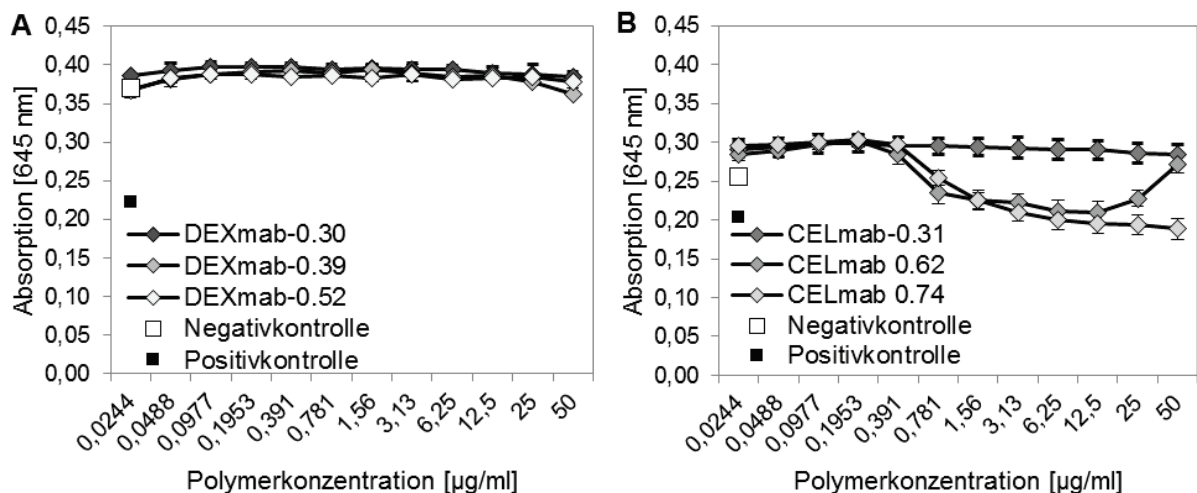 A
Absorption [645 nm]
0,45
0,40
0,35
0,30
0,25
0,20
0,15
0,10
0,05
0,00
DEXmab-0.30
DEXmab-0.39
DEXmab-0.52
Negativkontrolle
Positivkontrolle
0,0244
0,0488
0,0977
0,1953
0,391
0,781
1,56
3,13
6,25
12,5
25
50
Polymerkonzentration [µg/ml]
B
Absorption [645 nm]
0,45
0,40
0,35
0,30
0,25
0,20
0,15
0,10
0,05
0,00
CELmab-0.31
CELmab 0.62
CELmab 0.74
Negativkontrolle
Positivkontrolle
0,0244
0,0488
0,0977
0,1953
0,391
0,781
1,56
3,13
6,25
12,5
25
50
Polymerkonzentration [µg/ml]